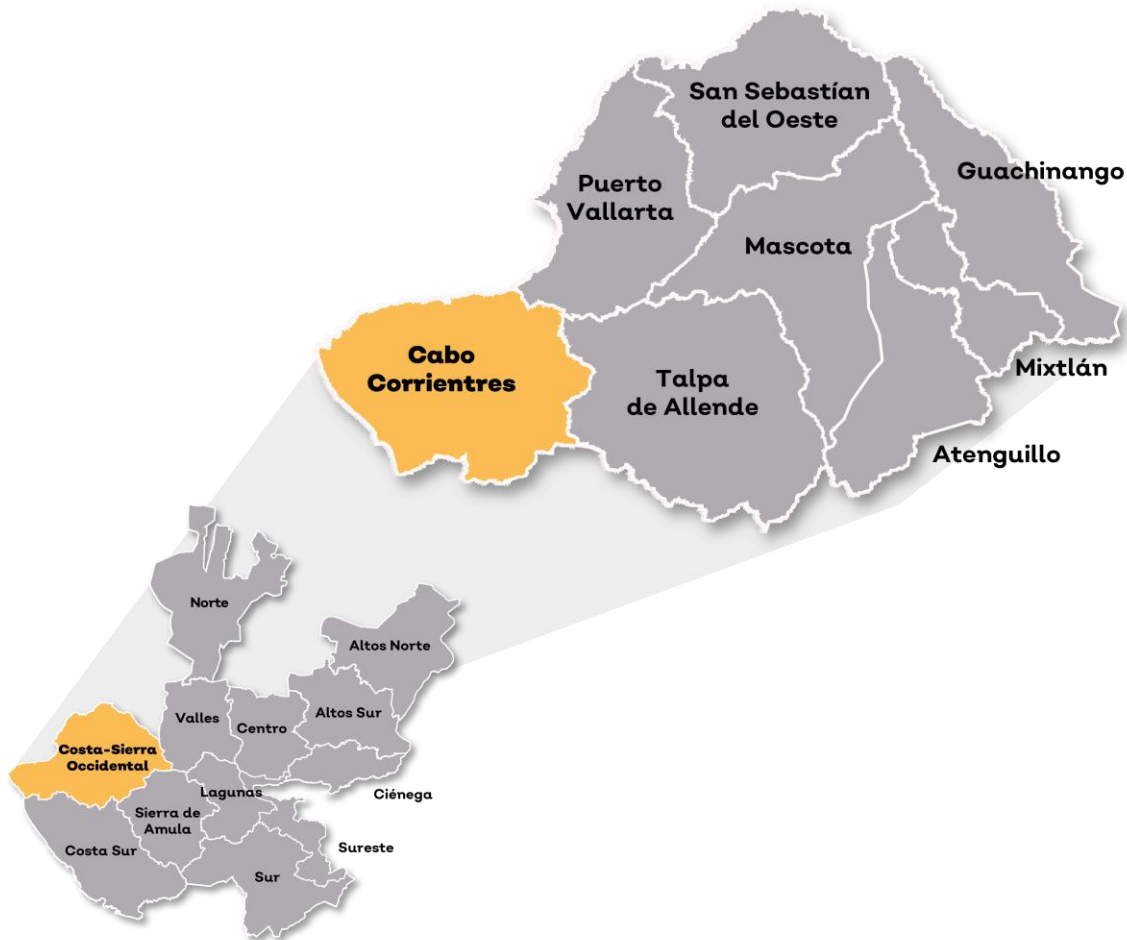 San Sebastían
del Oeste
Guachinango
Puerto
Vallarta
Mascota
Cabo
Corrientres
Talpa
de Allende
Mixtlán
Atenguillo
Norte
Altos Norte
Valles
Centro
Altos Sur
Costa-Sierra
Occidental
Lagunas
Ciénega
Sierra de
Amula
Costa Sur
Sureste
Sur